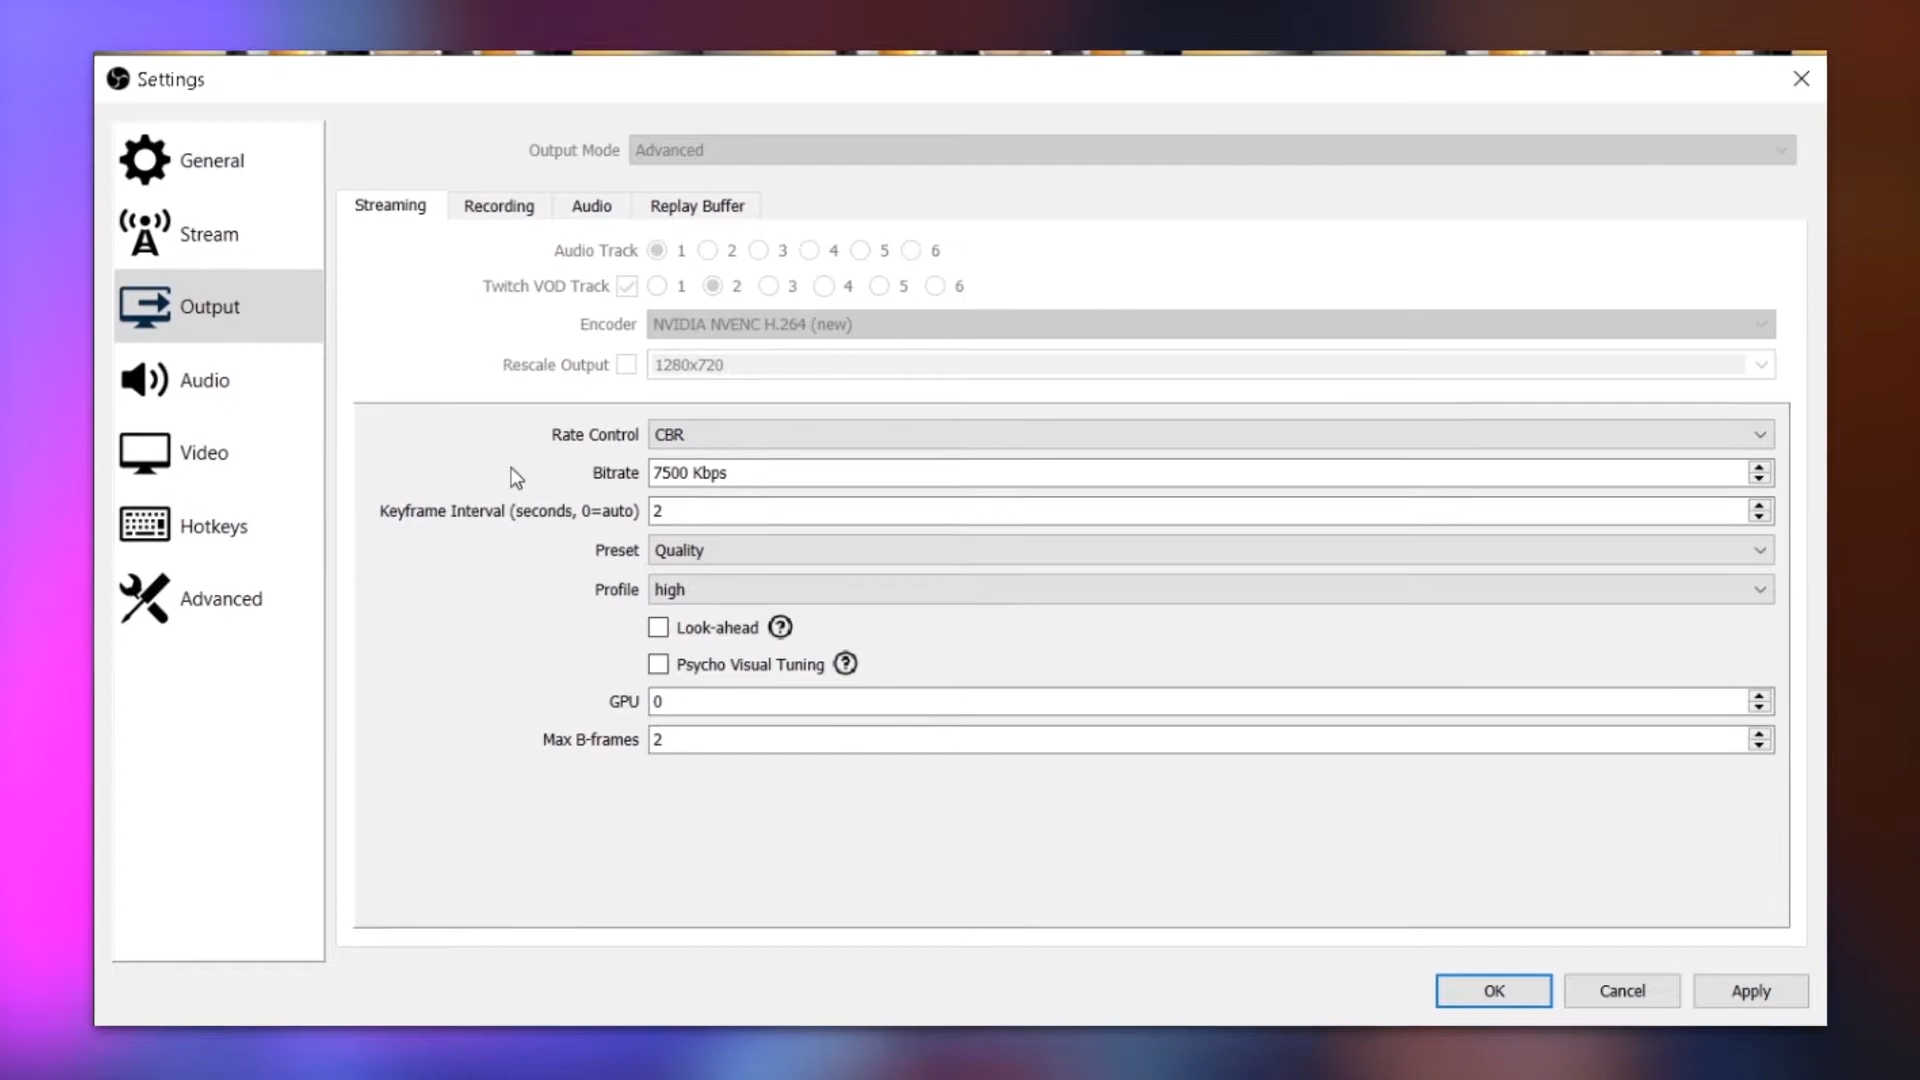 Settings
General
Stream
Output
Audio
Video
Hotkeys
Advanced
Output Mode Advanced
Streaming Recording Audio Replay Buffer
Audio Track 1 2 3 4 5 6
Twitch VOD Track 1 2 3 4 5 6
Encoder NVIDIA NVENC H.264 (new)
Rescale Output 1280x720
Rate Control CBR
Bitrate 7500 Kbps
Keyframe Interval (seconds, 0=auto) 2
Preset Quality
Profile high
Look-ahead ?
Psycho Visual Tuning ?
GPU 0
Max B-frames 2
OK Cancel Apply